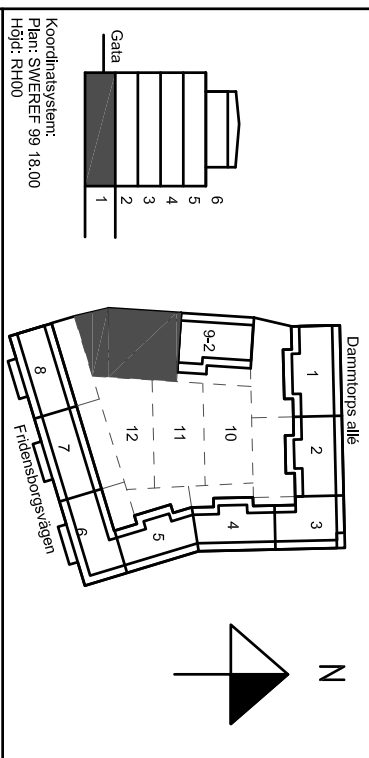 Gata
1
2
3
4
5
6
Koordinatsystem:
Plan: SWEREF 99 18.00
Höjd: RH00
Dammtorps allé
1
2
3
9-2
10
4
11
12
5
8
7
6
Fridensborgsvägen
N